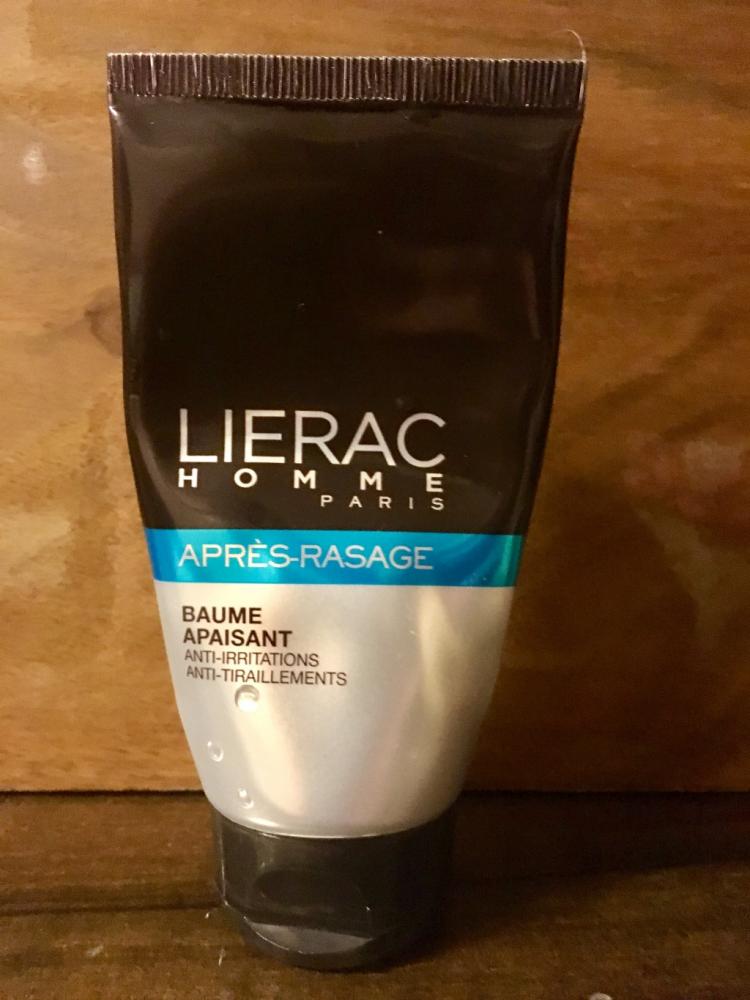 LIERAC
HOMME
PARIS
APRÈS-RASAGE
BAUME
APAISANT
ANTI-IRRITATIONS
ANTI-TIRAILLEMENTS